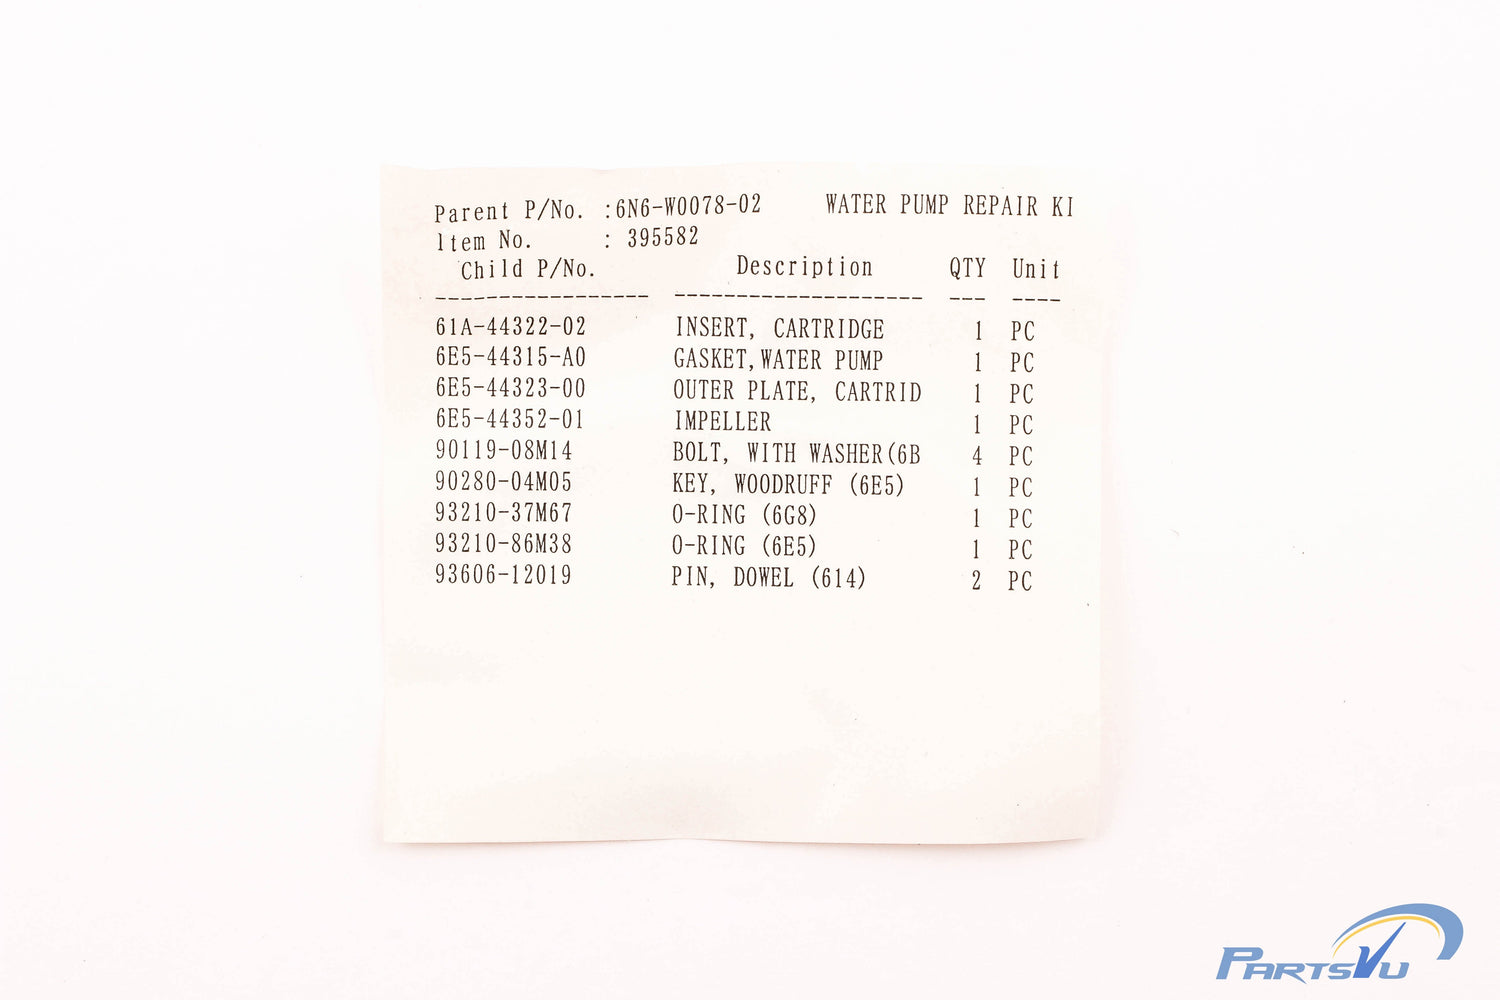 Parent P/No. :6N6-W0078-02 WATER PUMP REPAIR KI
Item No. : 395582
Child P/No. Description QTY Unit
61A-44322-02 INSERT, CARTRIDGE 1 PC
6E5-44315-A0 GASKET,WATER PUMP 1 PC
6E5-44323-00 OUTER PLATE, CARTRID 1 PC
6E5-44352-01 IMPELLER 1 PC
90119-08M14 BOLT, WITH WASHER(6B 4 PC
90280-04M05 KEY, WOODRUFF (6E5) 1 PC
93210-37M67 O-RING (6G8) 1 PC
93210-86M38 O-RING (6E5) 1 PC
93606-12019 PIN, DOWEL (614) 2 PC
PARTSVU